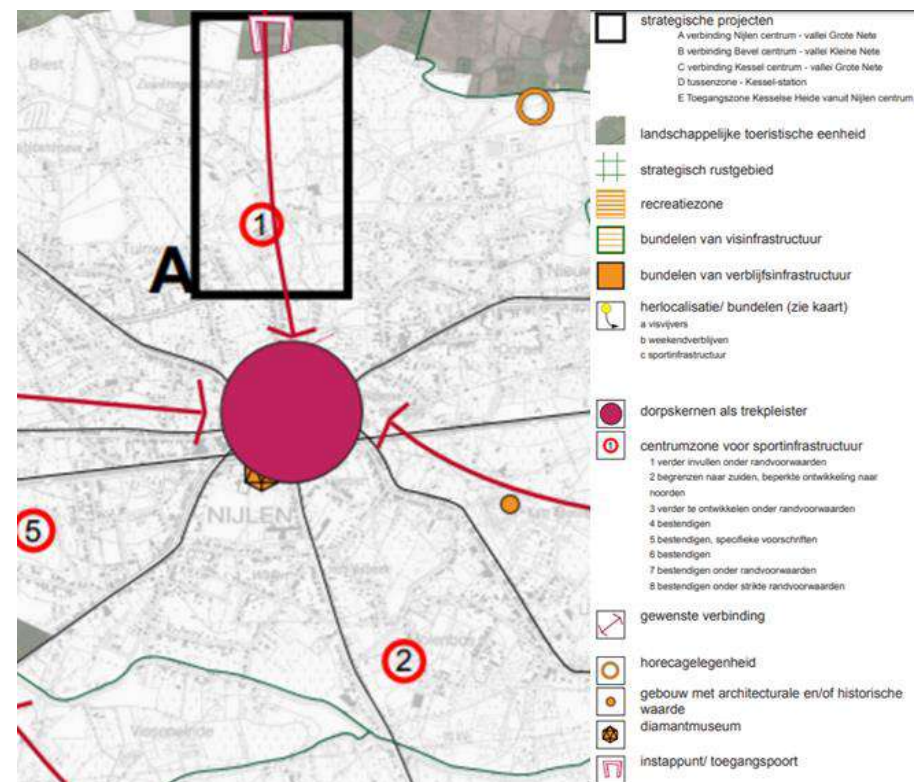 Biest
A
1
NIJLEN
5
2
strategische projecten
A verbinding Nijlen centrum - vallei Grote Nete
B verbinding Bevel centrum - vallei Kleine Nete
C verbinding Kessel centrum - vallei Grote Nete
D tussenzone - Kessel-station
E Toegangszone Kesselse Heide vanuit Nijlen centrum
landschappelijke toeristische eenheid
strategisch rustgebied
recreatiezone
bundelen van visinfrastructuur
bundelen van verblijfsinfrastructuur
herlocalisatie/ bundelen (zie kaart)
a visvijvers
b weekendverblijven
c sportinfrastructuur
dorpskernen als trekpleister
1
centrumzone voor sportinfrastructuur
1 verder invullen onder randvoorwaarden
2 begrenzen naar zuiden, beperkte ontwikkeling naar
noorden
3 verder te ontwikkelen onder randvoorwaarden
4 bestendigen
5 bestendigen, specifieke voorschriften
6 bestendigen
7 bestendigen onder randvoorwaarden
8 bestendigen onder strikte randvoorwaarden
gewenste verbinding
horecagelegenheid
gebouw met architecturale en/of historische
waarde
diamantmuseum
instappunt/ toegangspoort